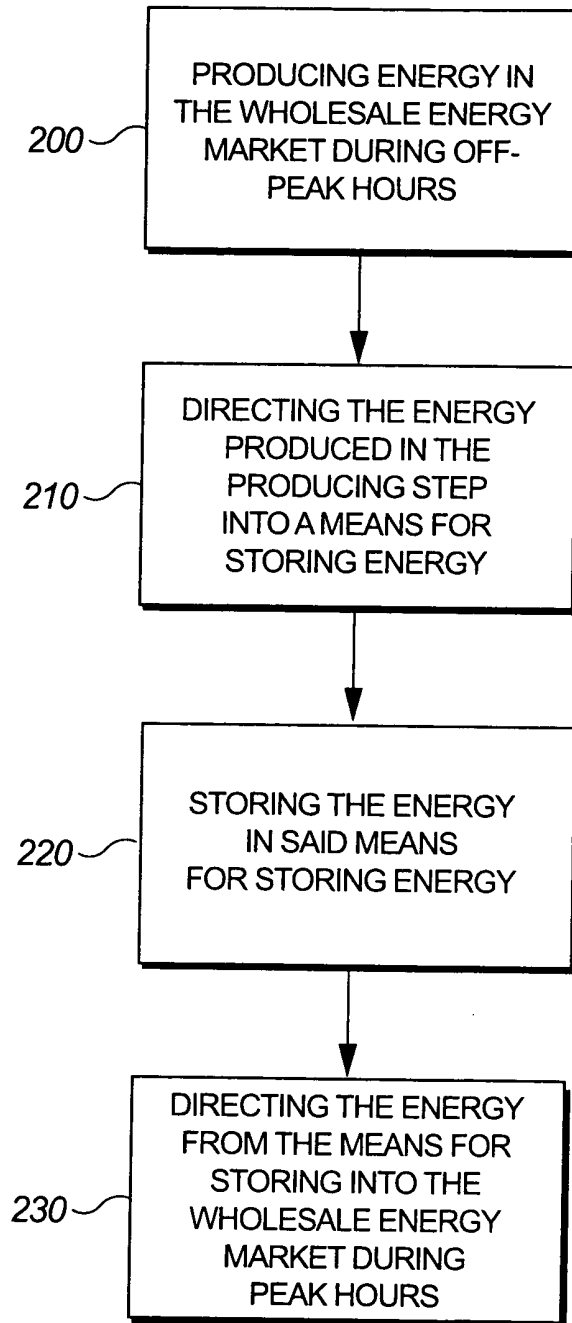 PRODUCING ENERGY IN
THE WHOLESALE ENERGY
MARKET DURING OFF-
PEAK HOURS
200
DIRECTING THE ENERGY
PRODUCED IN THE
PRODUCING STEP
INTO A MEANS FOR
STORING ENERGY
210
STORING THE ENERGY
IN SAID MEANS
FOR STORING ENERGY
220
DIRECTING THE ENERGY
FROM THE MEANS FOR
STORING INTO THE
WHOLESALE ENERGY
MARKET DURING
PEAK HOURS
230